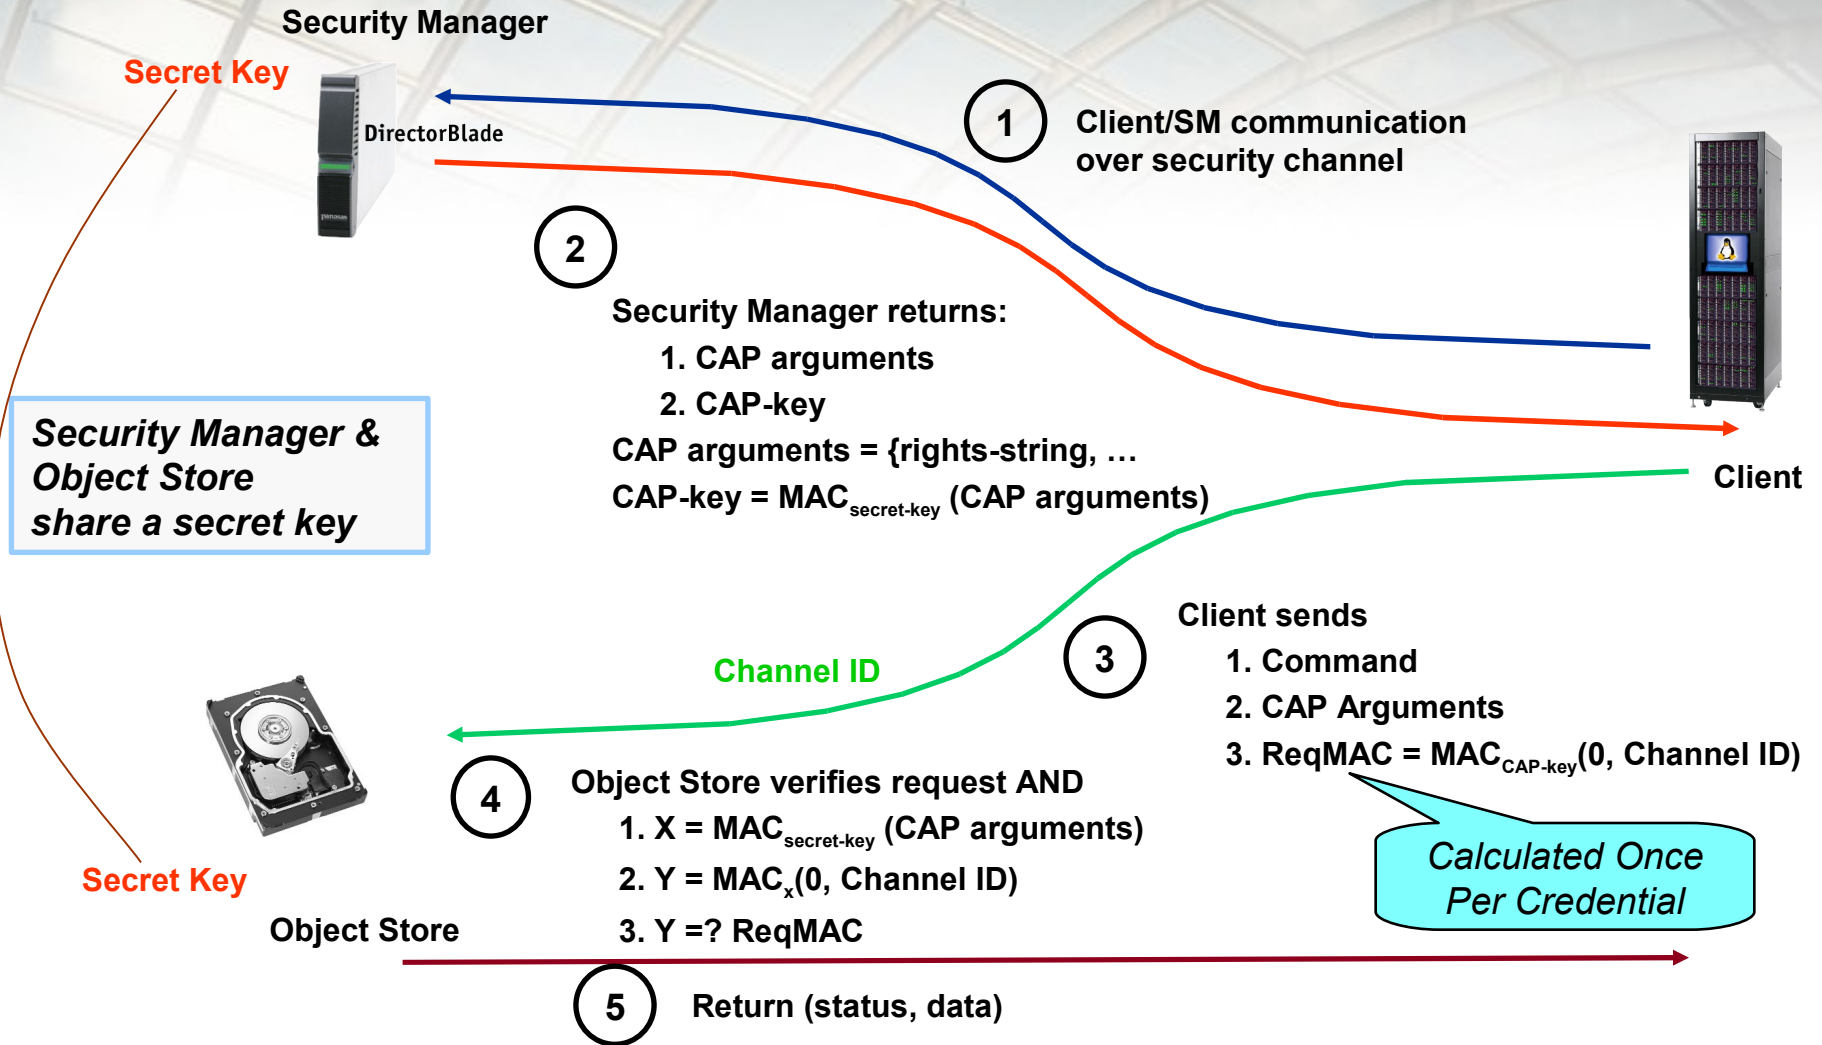 Security Manager
Secret Key
DirectorBlade
panasas
1
Client/SM communication
over security channel
2
Security Manager returns:
1. CAP arguments
2. CAP-key
CAP arguments = {rights-string, …
CAP-key = MACsecret-key (CAP arguments)
Security Manager &
Object Store
share a secret key
Client
Channel ID
3
Client sends
1. Command
2. CAP Arguments
3. ReqMAC = MACCAP-key(0, Channel ID)
Calculated Once
Per Credential
4
Object Store verifies request AND
1. X = MACsecret-key (CAP arguments)
2. Y = MACx(0, Channel ID)
3. Y =? ReqMAC
Secret Key
Object Store
5
Return (status, data)